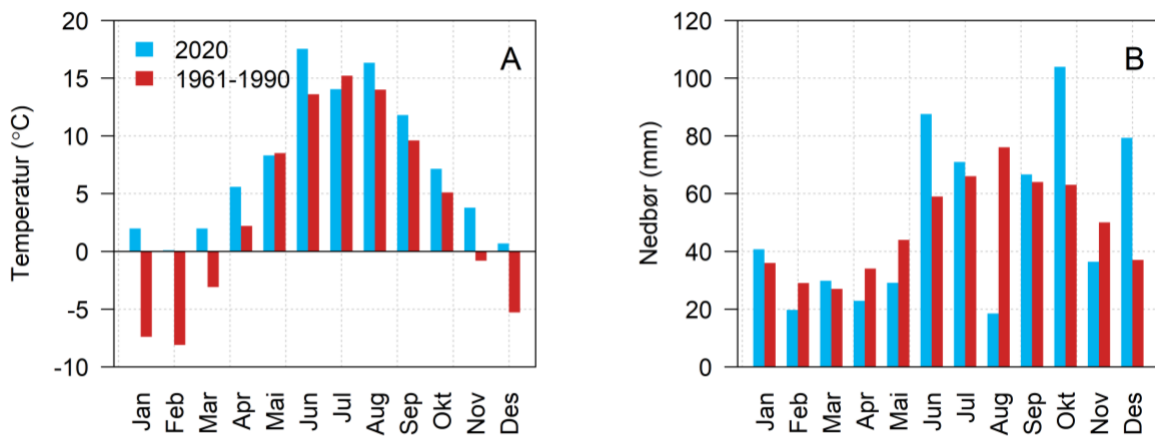 20
15
10
5
0
-5
-10
Temperatur (°C)
2020
1961-1990
A
Jan
Feb
Mar
Apr
Mai
Jun
Jul
Aug
Sep
Okt
Nov
Des
120
100
80
60
40
20
0
Nedbør (mm)
B
Jan
Feb
Mar
Apr
Mai
Jun
Jul
Aug
Sep
Okt
Nov
Des